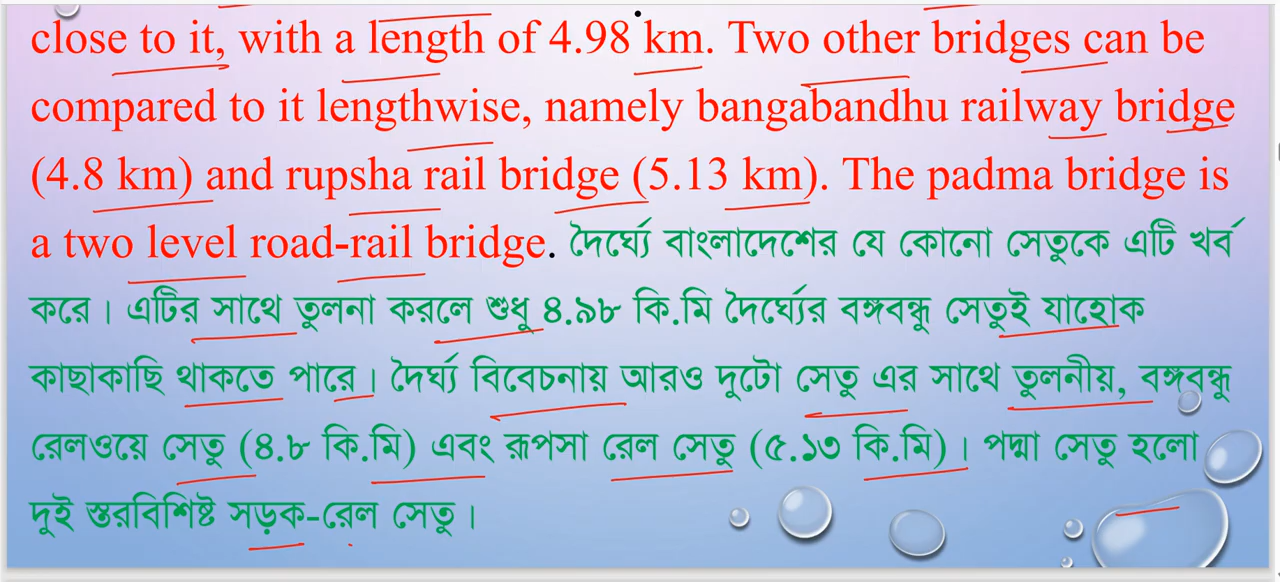 close to it, with a length of 4.98 km. Two other bridges can be
compared to it lengthwise, namely bangabandhu railway bridge
(4.8 km) and rupsha rail bridge (5.13 km). The padma bridge is
a two level road-rail bridge. দৈর্ঘ্যে বাংলাদেশের যে কোনো সেতুকে এটি খর্ব
করে। এটির সাথে তুলনা করলে শুধু ৪.৯৮ কি.মি দৈর্ঘ্যের বঙ্গবন্ধু সেতুই যাহোক
কাছাকাছি থাকতে পারে। দৈর্ঘ্য বিবেচনায় আরও দুটো সেতু এর সাথে তুলনীয়, বঙ্গবন্ধু
রেলওয়ে সেতু (৪.৮ কি.মি) এবং রূপসা রেল সেতু (৫.১৩ কি.মি)। পদ্মা সেতু হলো
দুই স্তরবিশিষ্ট সড়ক-রেল সেতু।